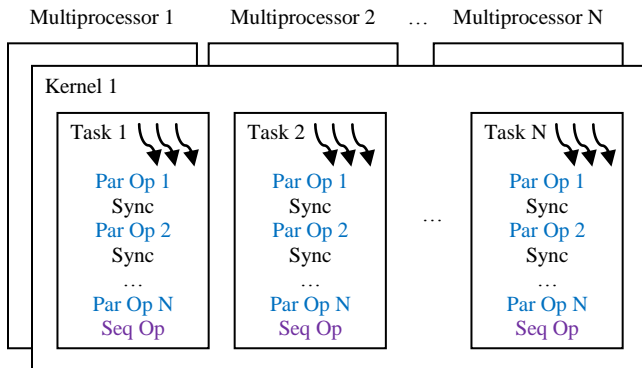 Multiprocessor 1 Multiprocessor 2 … Multiprocessor N
Kernel 1
Task 1 Task 2 Task N
Par Op 1 Par Op 1 Par Op 1
Sync Sync Sync
Par Op 2 Par Op 2 … Par Op 2
Sync Sync Sync
… … …
Par Op N Par Op N Par Op N
Seq Op Seq Op Seq Op